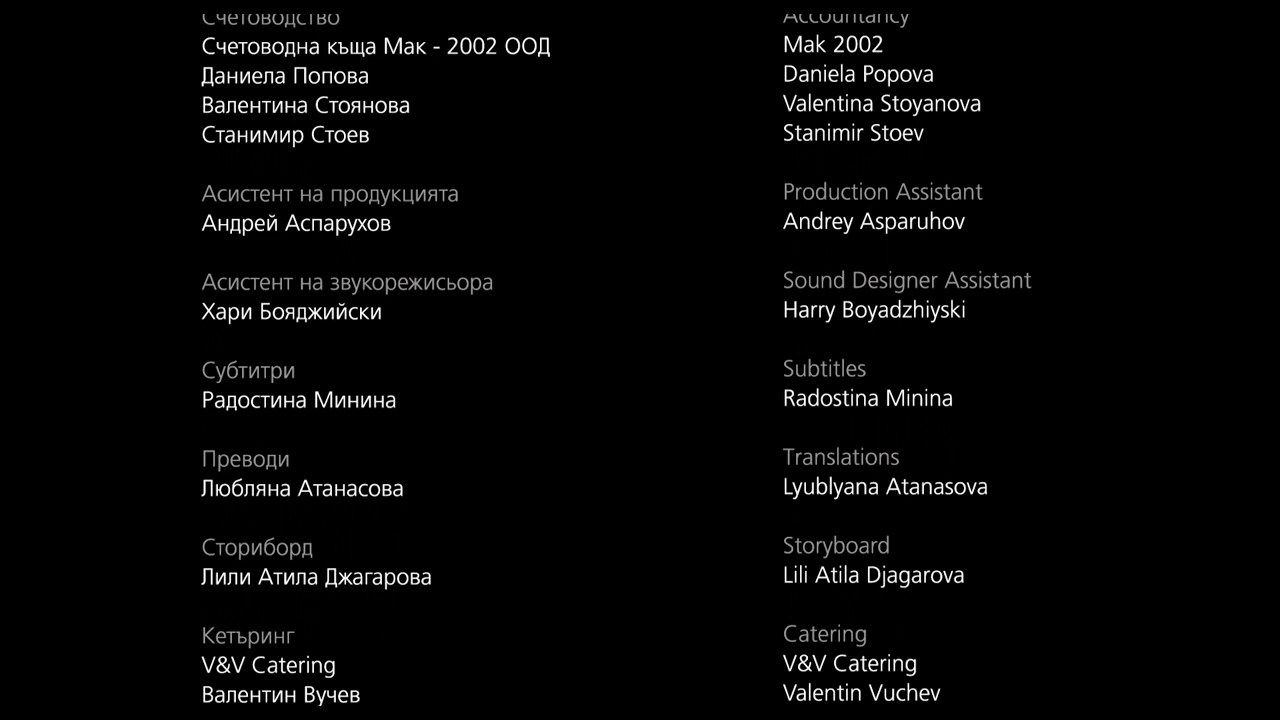 Счетоводство
Счетоводна къща Мак - 2002 ООД
Даниела Попова
Валентина Стоянова
Станимир Стоев
Асистент на продукцията
Андрей Аспарухов
Асистент на звукорежисьора
Хари Бояджийски
Субтитри
Радостина Минина
Преводи
Любляна Атанасова
Сториборд
Лили Атила Джагарова
Кетъринг
V&V Catering
Валентин Вучев
Accountancy
Mak 2002
Daniela Popova
Valentina Stoyanova
Stanimir Stoev
Production Assistant
Andrey Asparuhov
Sound Designer Assistant
Harry Boyadzhiyski
Subtitles
Radostina Minina
Translations
Lyublyana Atanasova
Storyboard
Lili Atila Djagarova
Catering
V&V Catering
Valentin Vuchev